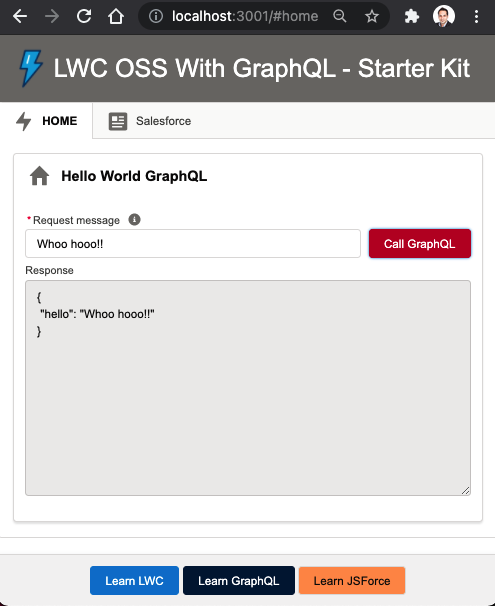 localhost:3001/#home
LWC OSS With GraphQL - Starter Kit
HOME
Salesforce
Hello World GraphQL
* Request message
Whoo hooo!!
Call GraphQL
Response
{
"hello": "Whoo hooo!!"
}
Learn LWC
Learn GraphQL
Learn JSForce